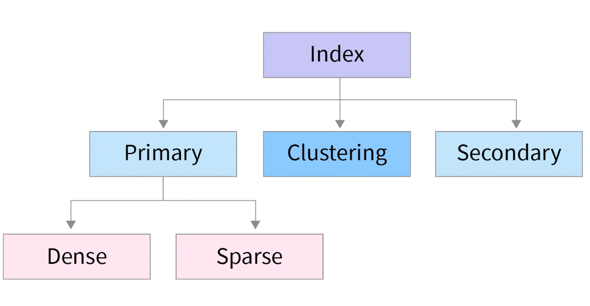 Index
Primary
Clustering
Secondary
Dense
Sparse